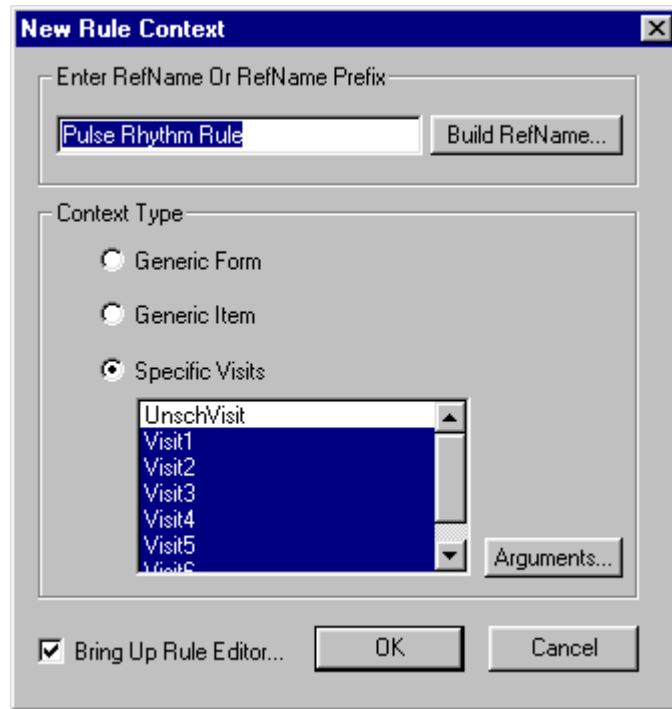 New Rule Context
Enter RefName Or RefName Prefix
Pulse Rhythm Rule
Build RefName...
Context Type
Generic Form
Generic Item
Specific Visits
UnschVisit
Visit1
Visit2
Visit3
Visit4
Visit5
Visit6
Arguments...
Bring Up Rule Editor...
OK
Cancel